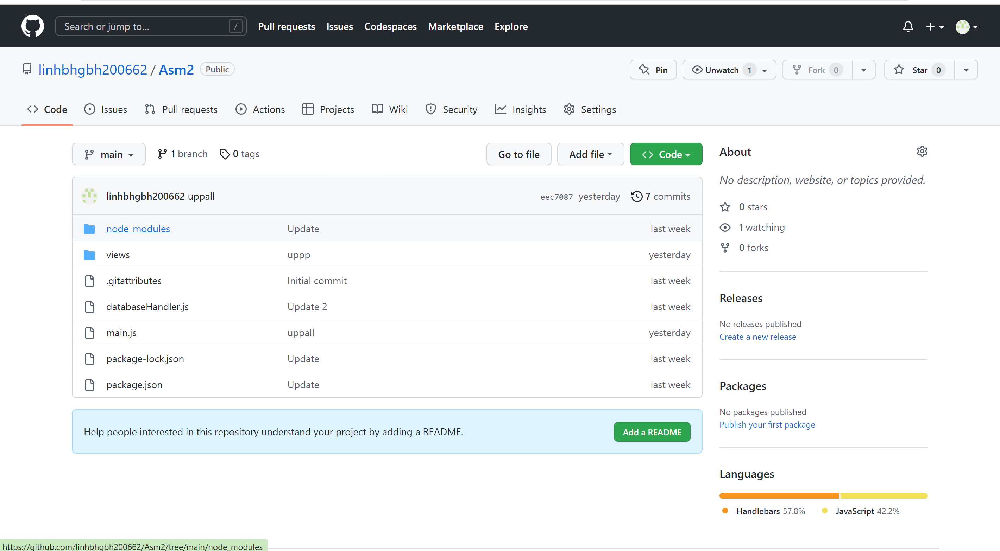 Search or jump to... /
Pull requests Issues Codespaces Marketplace Explore
linhbhgbh200662 / Asm2 Public
Pin Unwatch 1 Fork 0 Star 0
Code Issues Pull requests Actions Projects Wiki Security Insights Settings
main 1 branch 0 tags Go to file Add file Code
linhbhgbh200662 uppall eec7087 yesterday 7 commits
node_modules Update last week
views uppp yesterday
.gitattributes Initial commit last week
databaseHandler.js Update 2 last week
main.js uppall yesterday
package-lock.json Update last week
package.json Update last week
Help people interested in this repository understand your project by adding a README. Add a README
About
No description, website, or topics provided.
0 stars
1 watching
0 forks
Releases
No releases published
Create a new release
Packages
No packages published
Publish your first package
Languages
Handlebars 57.8% JavaScript 42.2%
https://github.com/linhbhgbh200662/Asm2/tree/main/node_modules